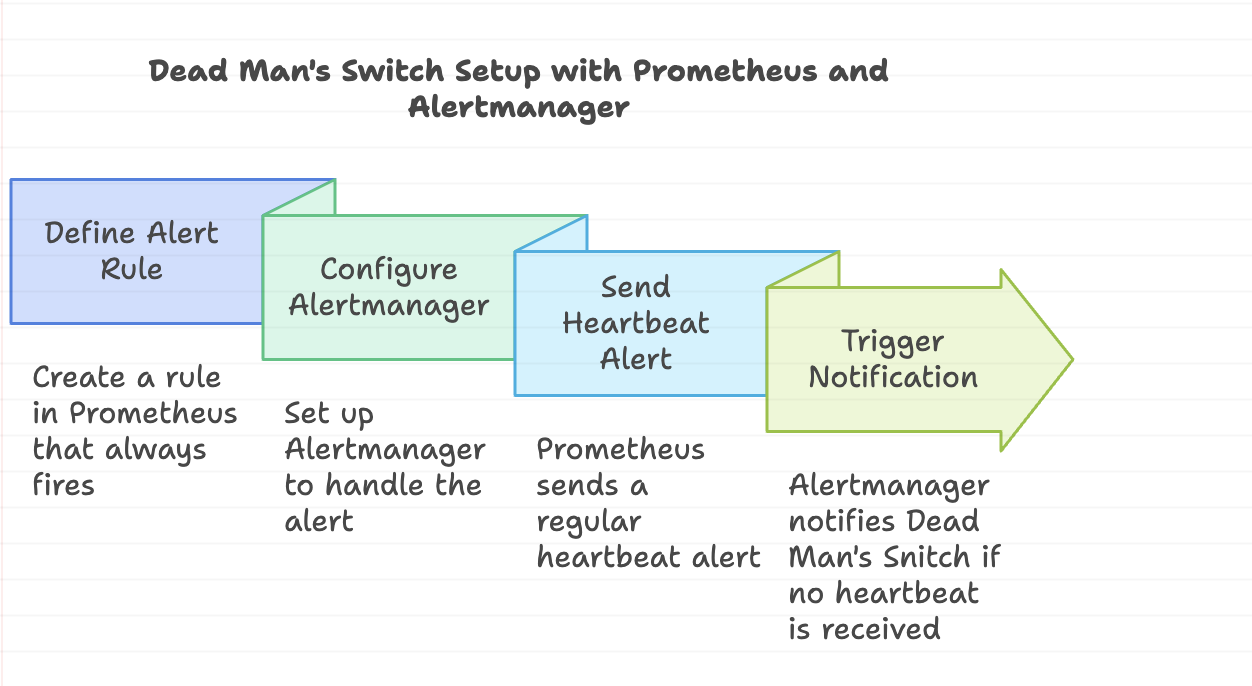 Dead Man's Switch Setup with Prometheus and
Alertmanager
Define Alert
Rule
Create a rule
in Prometheus
that always
fires
Configure
Alertmanager
Set up
Alertmanager
to handle the
alert
Send
Heartbeat
Alert
Prometheus
sends a
regular
heartbeat alert
Trigger
Notification
Alertmanager
notifies Dead
Man's Snitch if
no heartbeat
is received